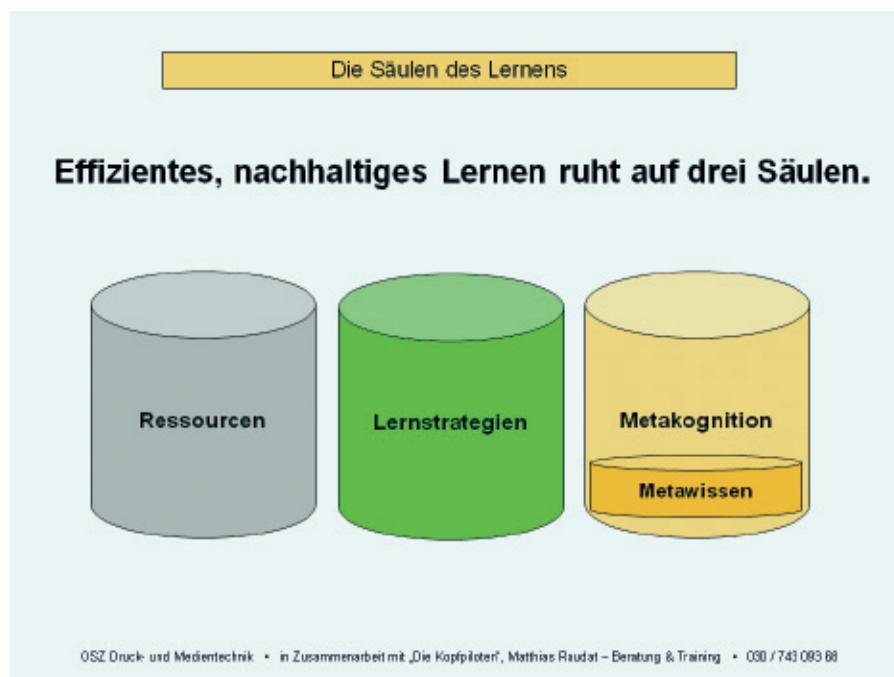 Die Säulen des Lernens
Effizientes, nachhaltiges Lernen ruht auf drei Säulen.
Ressourcen
Lernstrategien
Metakognition
Metawissen
OSZ Druck- und Medientechnik • in Zusammenarbeit mit „Die Kopfpiloten“, Matthias Raudat – Beratung & Training • 030 / 743 093 68